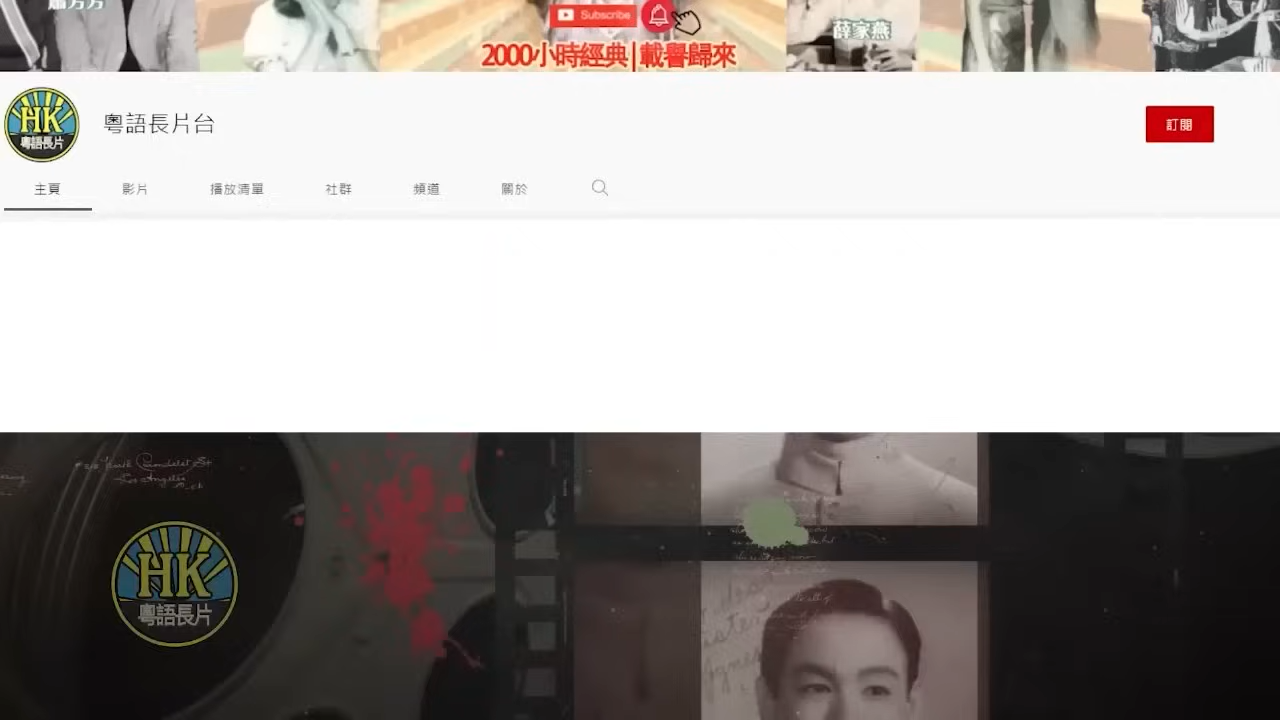 Subscribe
薛家燕
2000小時經典|載譽歸來
HK
粵語長片
粵語長片台
訂閱
主頁
影片
播放清單
社群
頻道
關於
Los Angeles
HK
粵語長片